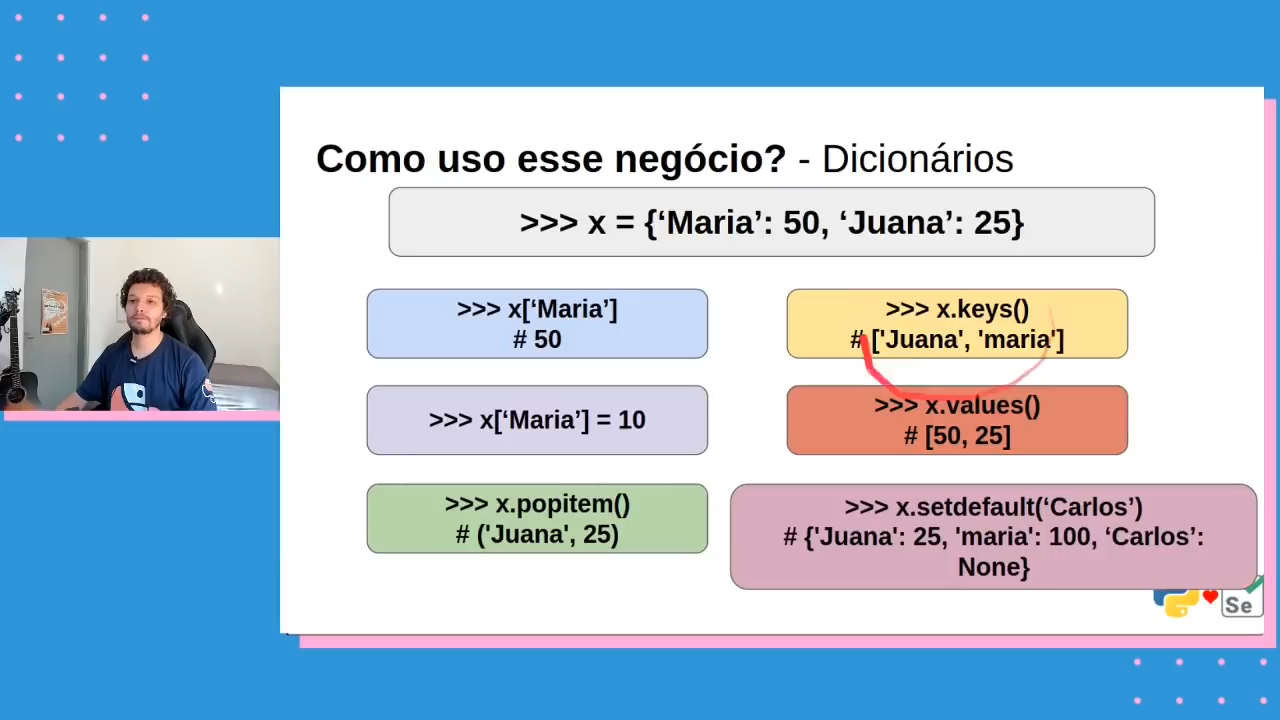 Como uso esse negócio? - Dicionários
>>> x = {‘Maria’: 50, ‘Juana’: 25}
>>> x[‘Maria’]
# 50
>>> x.keys()
# ['Juana', 'maria']
>>> x[‘Maria’] = 10
>>> x.values()
# [50, 25]
>>> x.popitem()
# ('Juana', 25)
>>> x.setdefault(‘Carlos’)
# {'Juana': 25, 'maria': 100, ‘Carlos’:
None}
Se